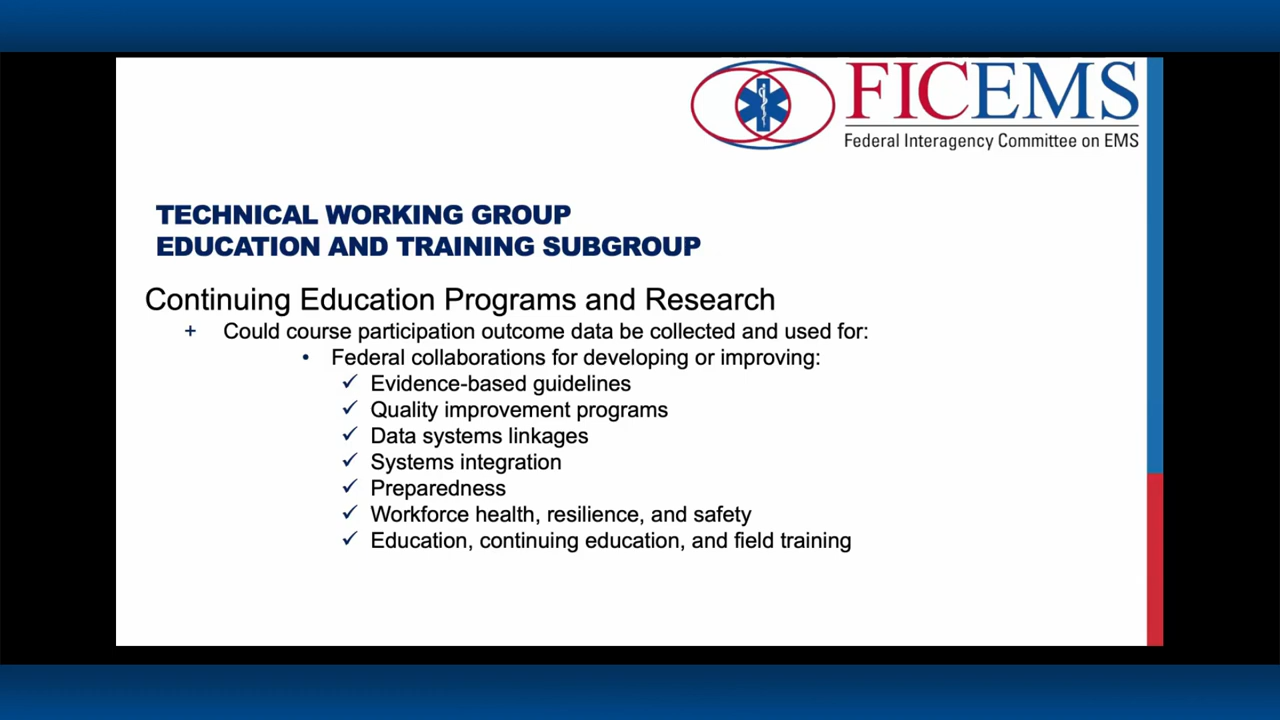 FICEMS
Federal Interagency Committee on EMS
TECHNICAL WORKING GROUP
EDUCATION AND TRAINING SUBGROUP
Continuing Education Programs and Research
+ Could course participation outcome data be collected and used for:
• Federal collaborations for developing or improving:
✓ Evidence-based guidelines
✓ Quality improvement programs
✓ Data systems linkages
✓ Systems integration
✓ Preparedness
✓ Workforce health, resilience, and safety
✓ Education, continuing education, and field training